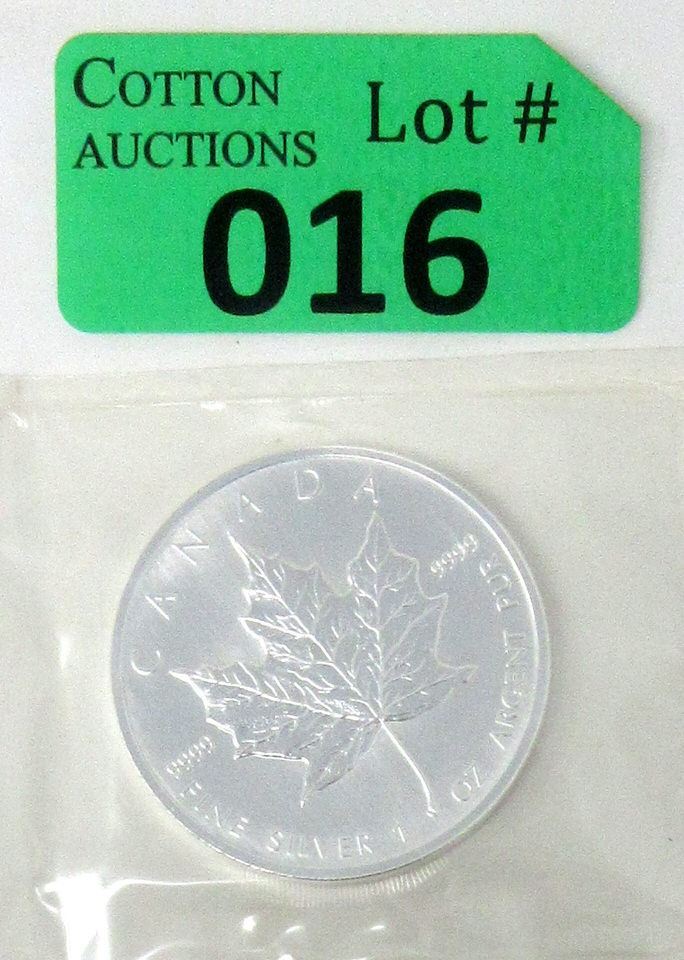 COTTON
AUCTIONS
Lot #
016
CANADA
9999
9999
FINE SILVER 1 OZ ARGENT PUR